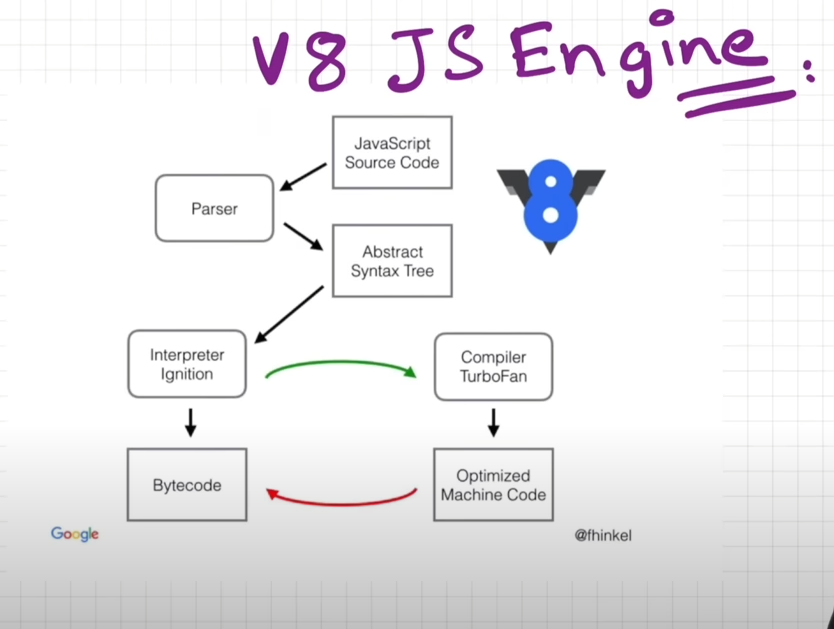 V8 JS Engine:
JavaScript
Source Code
Parser
Abstract
Syntax Tree
Interpreter
Ignition
Compiler
TurboFan
Bytecode
Optimized
Machine Code
Google
@fhinkel